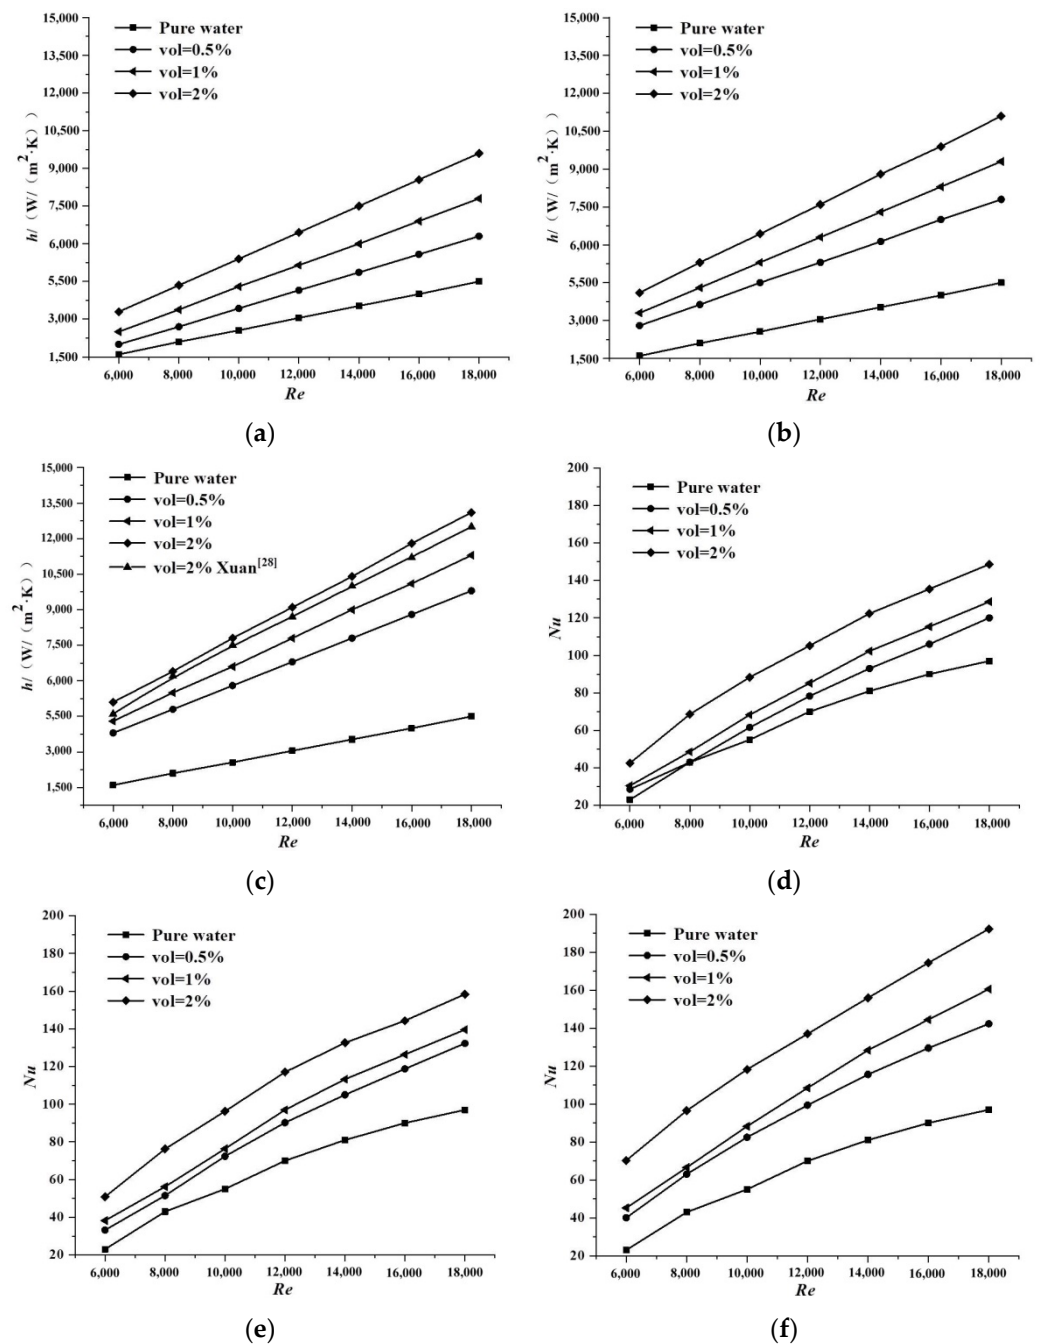 15,000
13,500
12,000
10,500
9,000
7,500
6,000
4,500
3,000
1,500
h/（W/（m²·K））
Pure water
vol=0.5%
vol=1%
vol=2%
6,000 8,000 10,000 12,000 14,000 16,000 18,000
Re
(a)
15,000
13,500
12,000
10,500
9,000
7,500
6,000
4,500
3,000
1,500
h/（W/（m²·K））
Pure water
vol=0.5%
vol=1%
vol=2%
6,000 8,000 10,000 12,000 14,000 16,000 18,000
Re
(b)
15,000
13,500
12,000
10,500
9,000
7,500
6,000
4,500
3,000
1,500
h/（W/（m²·K））
Pure water
vol=0.5%
vol=1%
vol=2%
vol=2% Xuan[28]
6,000 8,000 10,000 12,000 14,000 16,000 18,000
Re
(c)
200
180
160
140
120
100
80
60
40
20
Nu
Pure water
vol=0.5%
vol=1%
vol=2%
6,000 8,000 10,000 12,000 14,000 16,000 18,000
Re
(d)
200
180
160
140
120
100
80
60
40
20
Nu
Pure water
vol=0.5%
vol=1%
vol=2%
6,000 8,000 10,000 12,000 14,000 16,000 18,000
Re
(e)
200
180
160
140
120
100
80
60
40
20
Nu
Pure water
vol=0.5%
vol=1%
vol=2%
6,000 8,000 10,000 12,000 14,000 16,000 18,000
Re
(f)